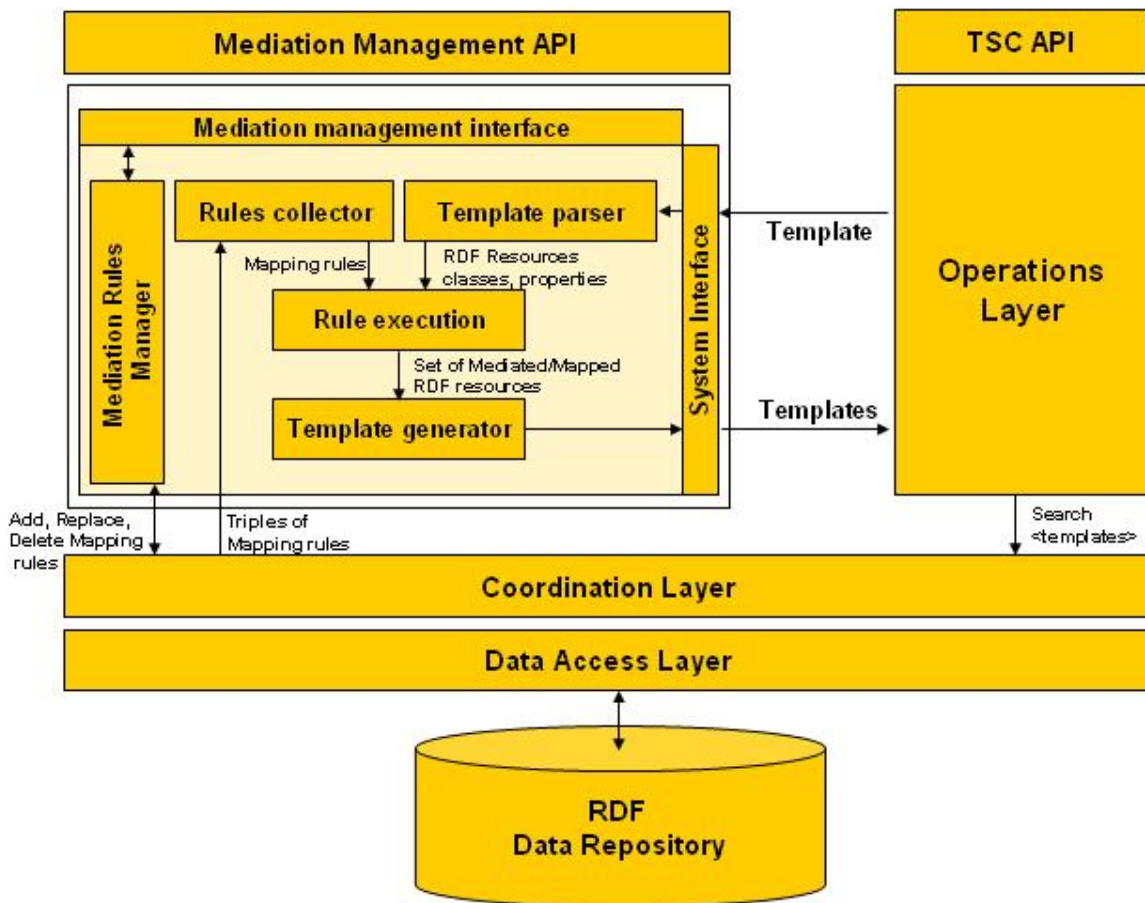 Mediation Management API
TSC API
Mediation management interface
Mediation Rules
Manager
Rules collector
Template parser
Mapping rules
RDF Resources
classes, properties
Rule execution
Set of Mediated/Mapped
RDF resources
Template generator
System Interface
Template
Templates
Operations
Layer
Add, Replace,
Delete Mapping
rules
Triples of
Mapping rules
Search
<templates>
Coordination Layer
Data Access Layer
RDF
Data Repository